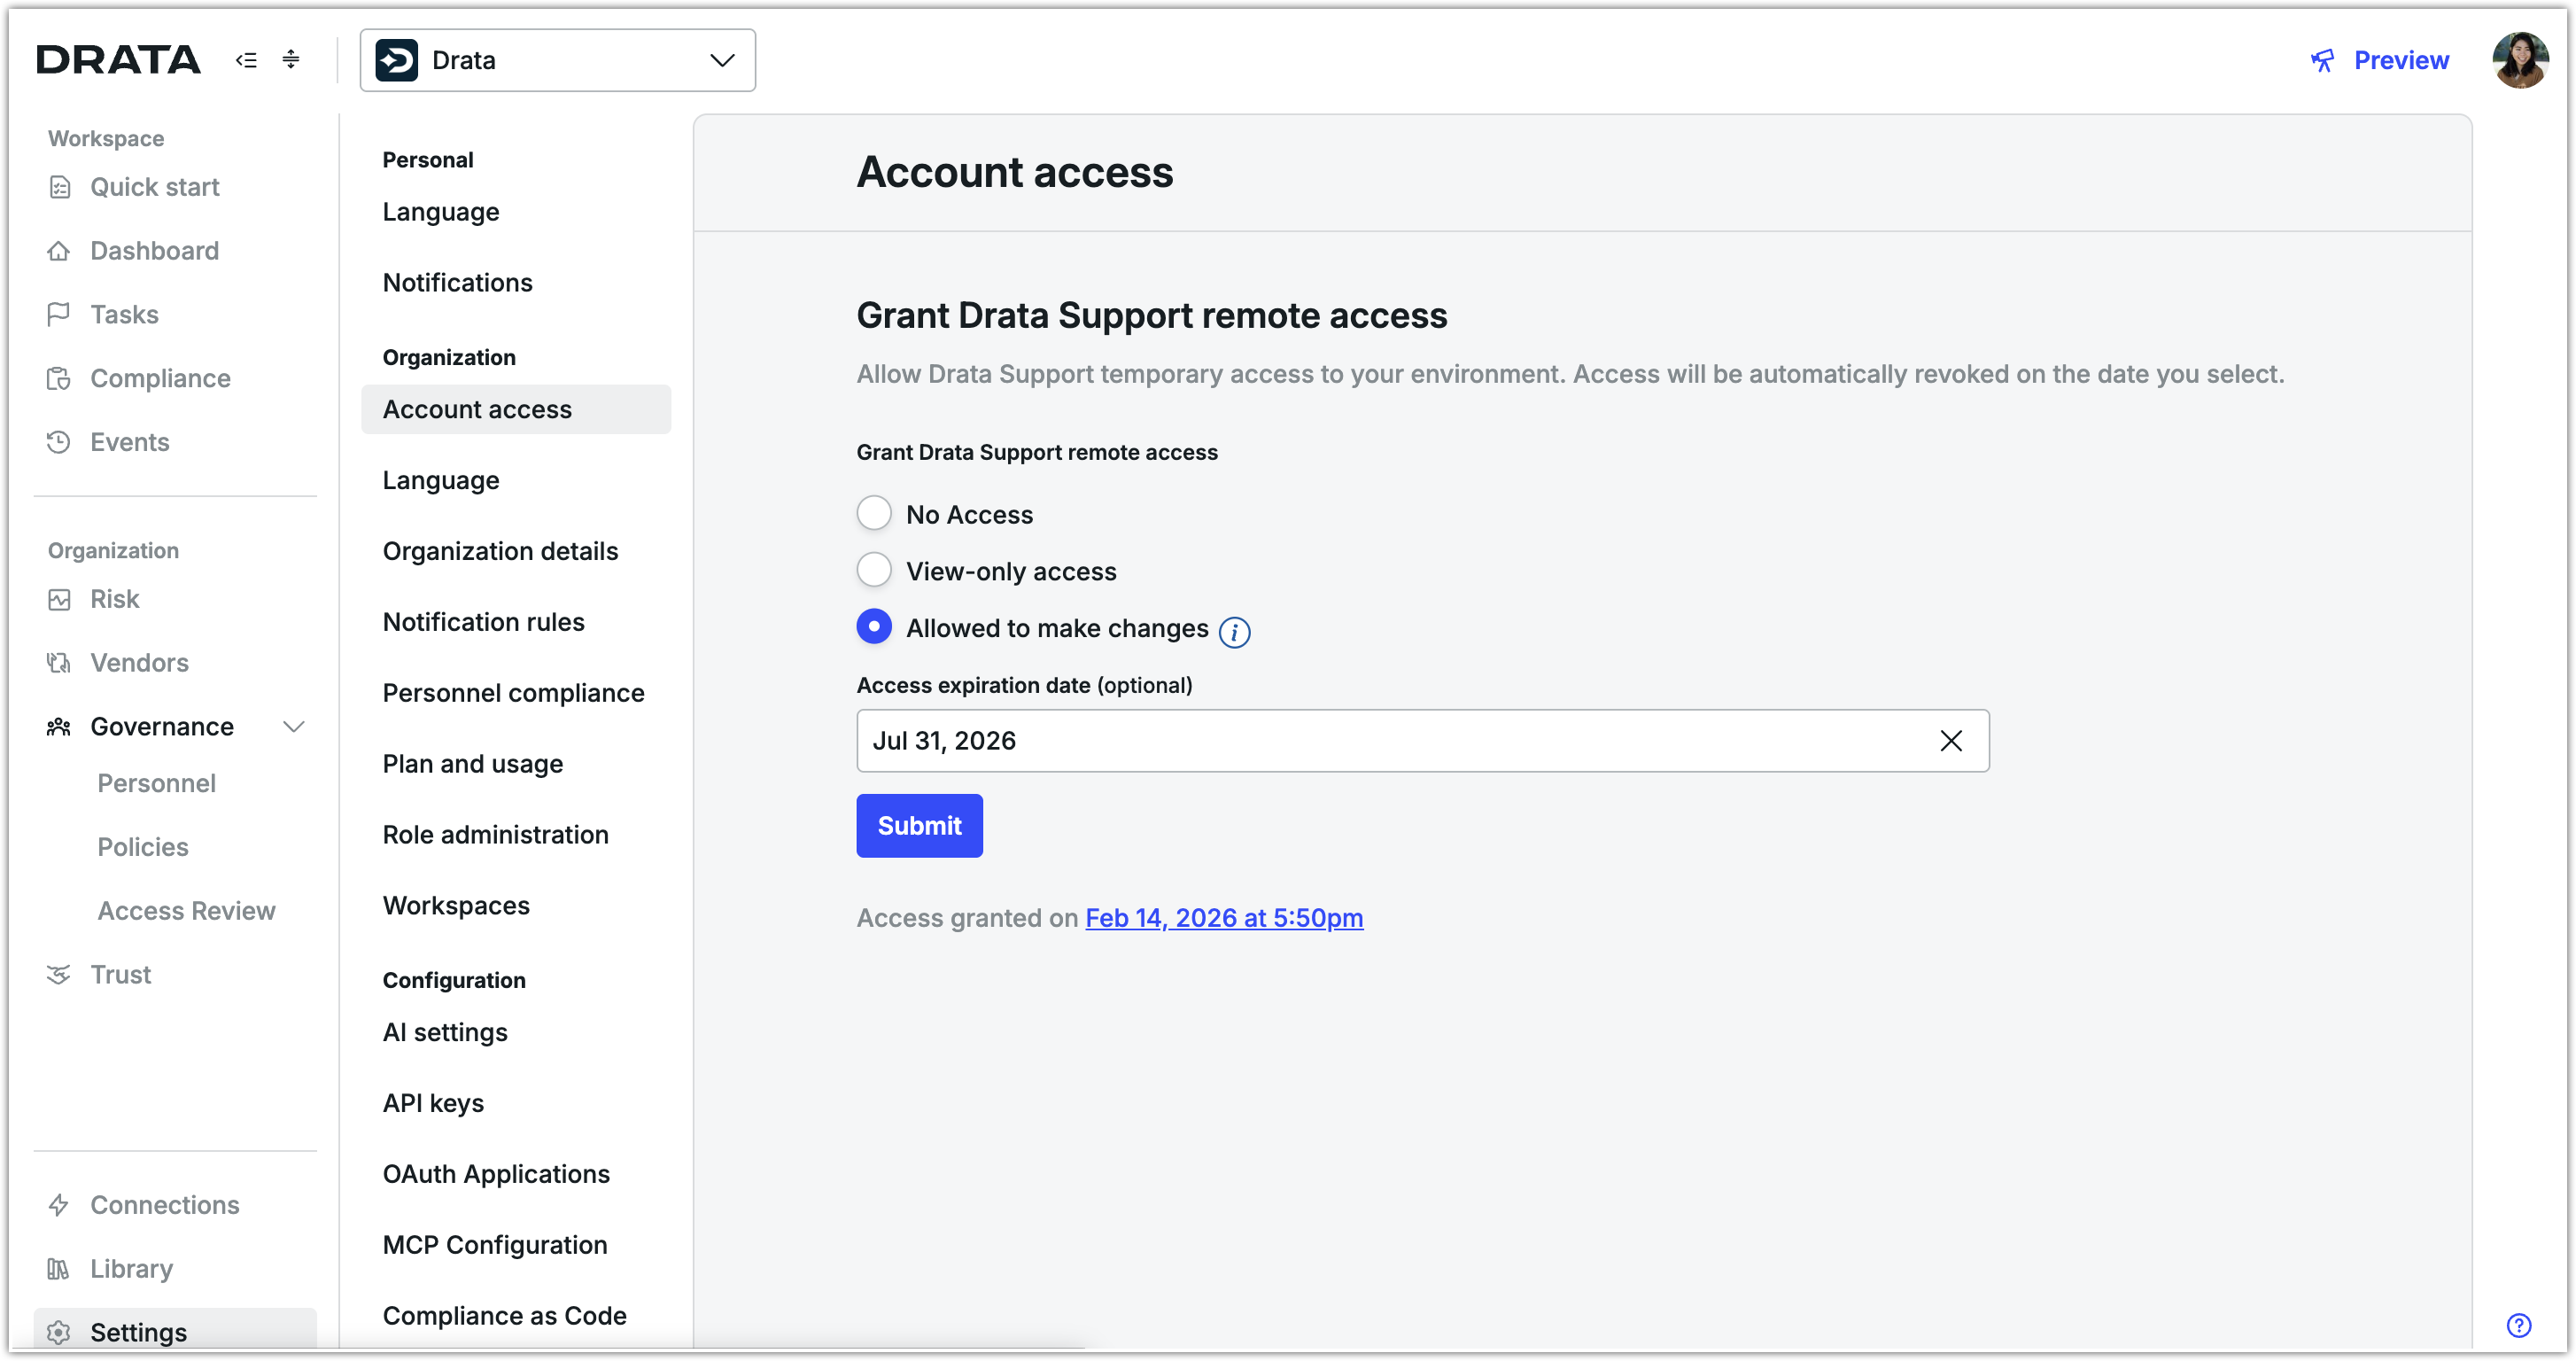 DRATA
Drata
Preview
Workspace
Quick start
Dashboard
Tasks
Compliance
Events
Organization
Risk
Vendors
Governance
Personnel
Policies
Access Review
Trust
Connections
Library
Settings
Personal
Language
Notifications
Organization
Account access
Language
Organization details
Notification rules
Personnel compliance
Plan and usage
Role administration
Workspaces
Configuration
AI settings
API keys
OAuth Applications
MCP Configuration
Compliance as Code
Account access
Grant Drata Support remote access
Allow Drata Support temporary access to your environment. Access will be automatically revoked on the date you select.
Grant Drata Support remote access
No Access
View-only access
Allowed to make changes
Access expiration date (optional)
Jul 31, 2026
Submit
Access granted on Feb 14, 2026 at 5:50pm